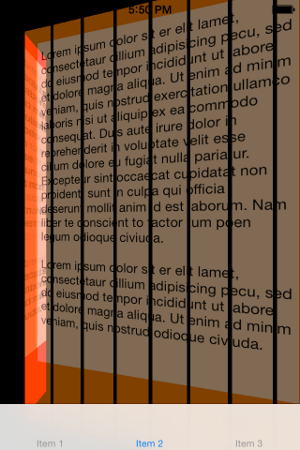 5:50 PM
Lorem ipsum dolor sit er elit lamet,
consectetaur cillium adipisicing pecu, sed
do eiusmod tempor incididunt ut labore
et dolore magna aliqua. Ut enim ad minim
veniam, quis nostrud exercitation ullamco
laboris nisi ut aliquip ex ea commodo
consequat. Duis aute irure dolor in
reprehenderit in voluptate velit esse
cillum dolore eu fugiat nulla pariatur.
Excepteur sint occaecat cupidatat non
proident, sunt in culpa qui officia
deserunt mollit anim id est laborum. Nam
liber te conscient to factor tum poen
legum odioque civiuda.
Lorem ipsum dolor sit er elit lamet,
consectetaur cillium adipisicing pecu, sed
do eiusmod tempor incididunt ut labore
et dolore magna aliqua. Ut enim ad minim
veniam, quis nostrud odioque civiuda.
Item 1 Item 2 Item 3